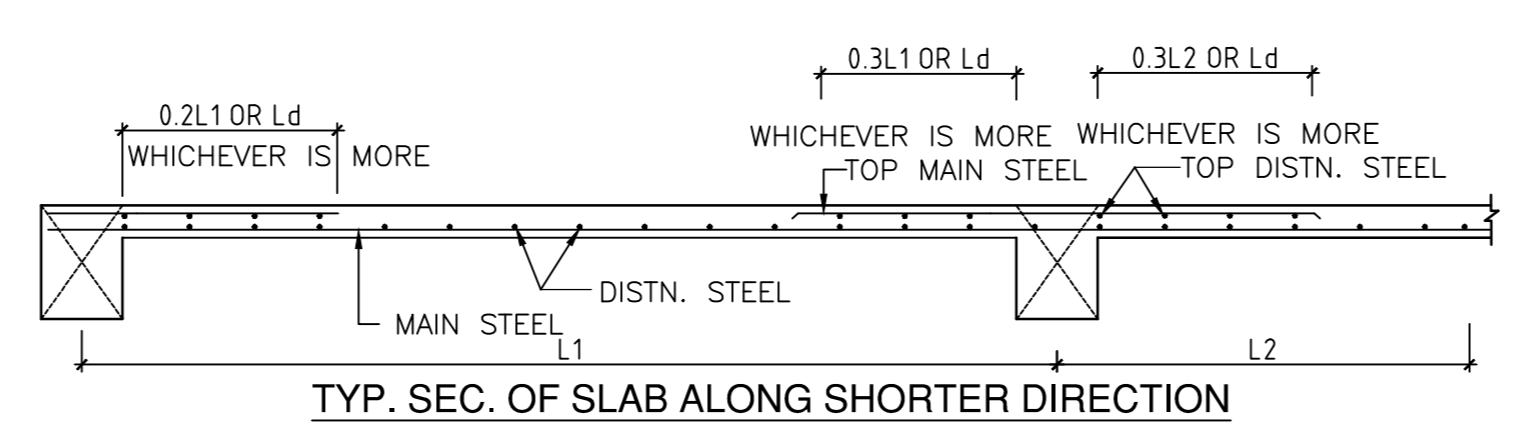 0.2L1 OR Ld
WHICHEVER IS MORE
0.3L1 OR Ld
WHICHEVER IS MORE
TOP MAIN STEEL
0.3L2 OR Ld
WHICHEVER IS MORE
TOP DISTN. STEEL
DISTN. STEEL
MAIN STEEL
L1
L2
TYP. SEC. OF SLAB ALONG SHORTER DIRECTION